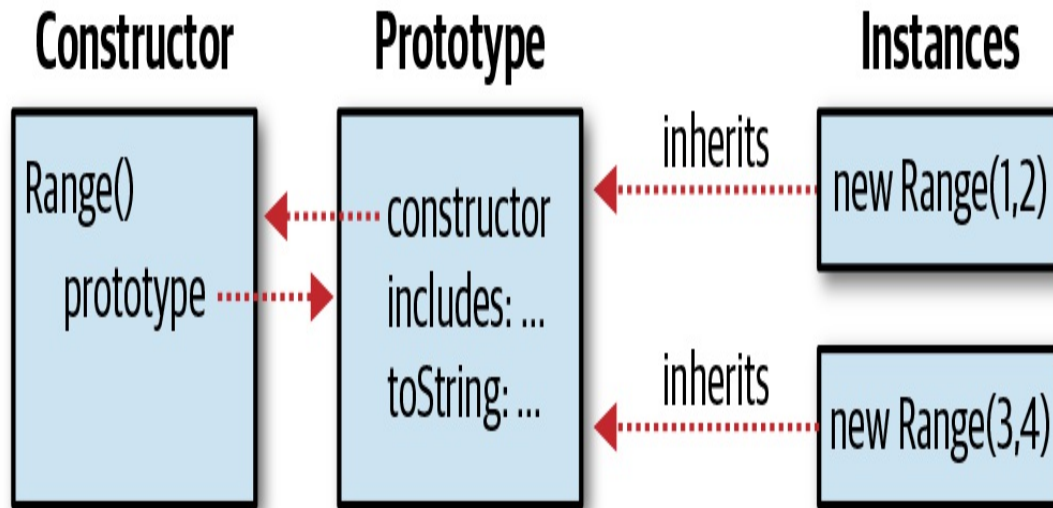 Constructor
Prototype
Instances
Range()
prototype
constructor
includes: ...
toString: ...
inherits
new Range(1,2)
inherits
new Range(3,4)